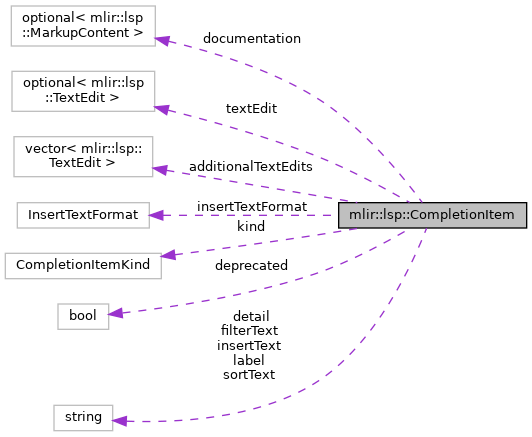 optional< mlir::lsp
::MarkupContent >
documentation
optional< mlir::lsp
::TextEdit >
textEdit
vector< mlir::lsp::
TextEdit >
additionalTextEdits
InsertTextFormat
insertTextFormat
mlir::lsp::CompletionItem
kind
CompletionItemKind
deprecated
bool
detail
filterText
insertText
label
sortText
string